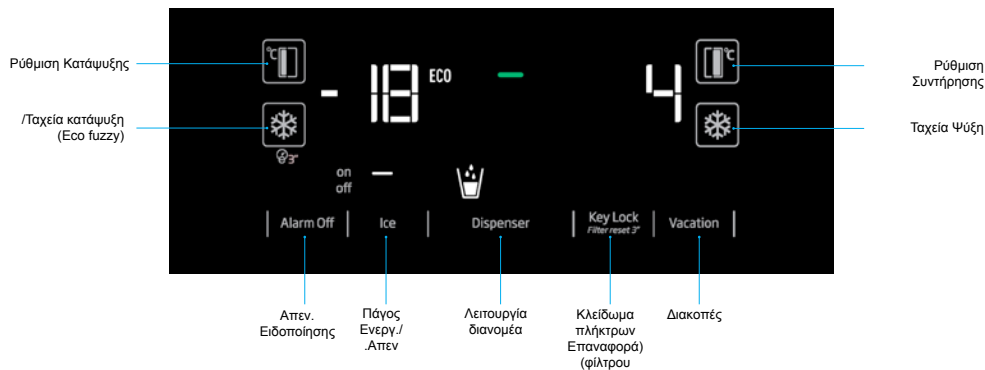 Ρύθμιση Κατάψυξης
/Ταχεία κατάψυξη
(Eco fuzzy)
°C
- 18 ECO
3"
on
off
4
°C
Ρύθμιση
Συντήρησης
Ταχεία Ψύξη
Alarm Off
Ice
Dispenser
Key Lock
Filter reset 3"
Vacation
Απεν.
Ειδοποίησης
Πάγος
Ενεργ./
.Απεν
Λειτουργία
διανομέα
Κλείδωμα
πλήκτρων
Επαναφορά)
(φίλτρου
Διακοπές